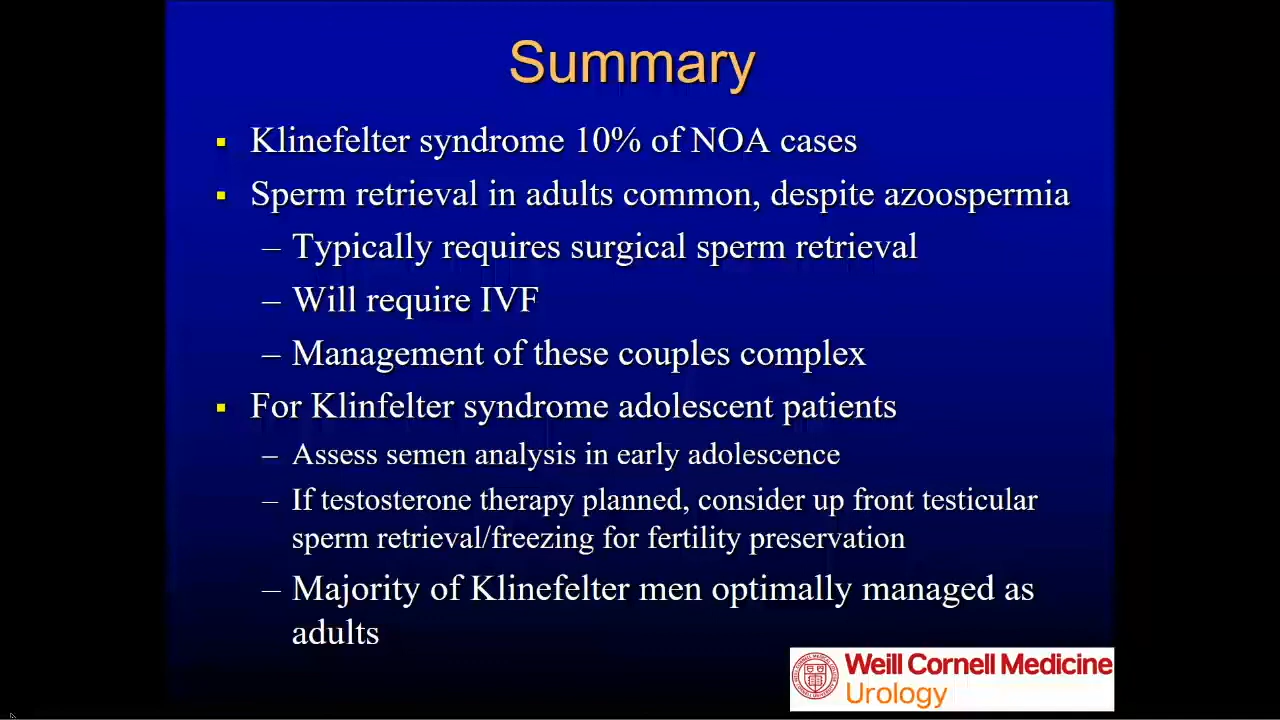 Summary
▪ Klinefelter syndrome 10% of NOA cases
▪ Sperm retrieval in adults common, despite azoospermia
– Typically requires surgical sperm retrieval
– Will require IVF
– Management of these couples complex
▪ For Klinfelter syndrome adolescent patients
– Assess semen analysis in early adolescence
– If testosterone therapy planned, consider up front testicular
sperm retrieval/freezing for fertility preservation
– Majority of Klinefelter men optimally managed as
adults
Weill Cornell Medicine
Urology